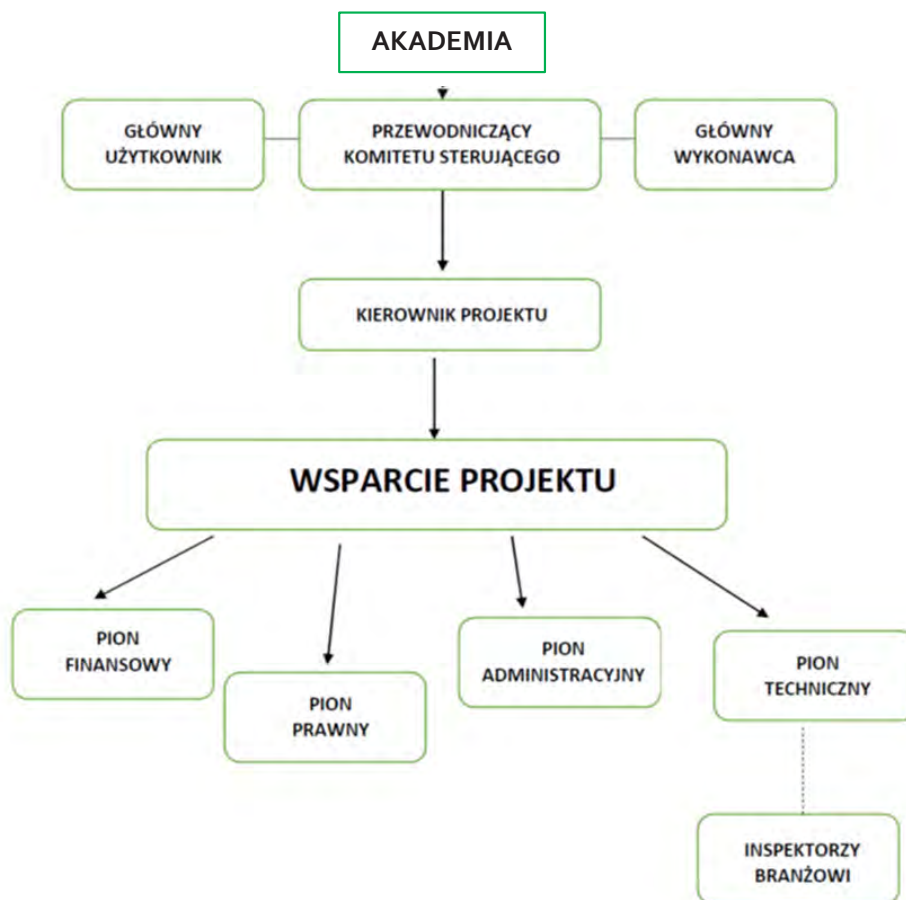 AKADEMIA
GŁÓWNY
UŻYTKOWNIK
PRZEWODNICZĄCY
KOMITETU STERUJĄCEGO
GŁÓWNY
WYKONAWCA
KIEROWNIK PROJEKTU
WSPARCIE PROJEKTU
PION
FINANSOWY
PION
PRAWNY
PION
ADMINISTRACYJNY
PION
TECHNICZNY
INSPEKTORZY
BRANŻOWI